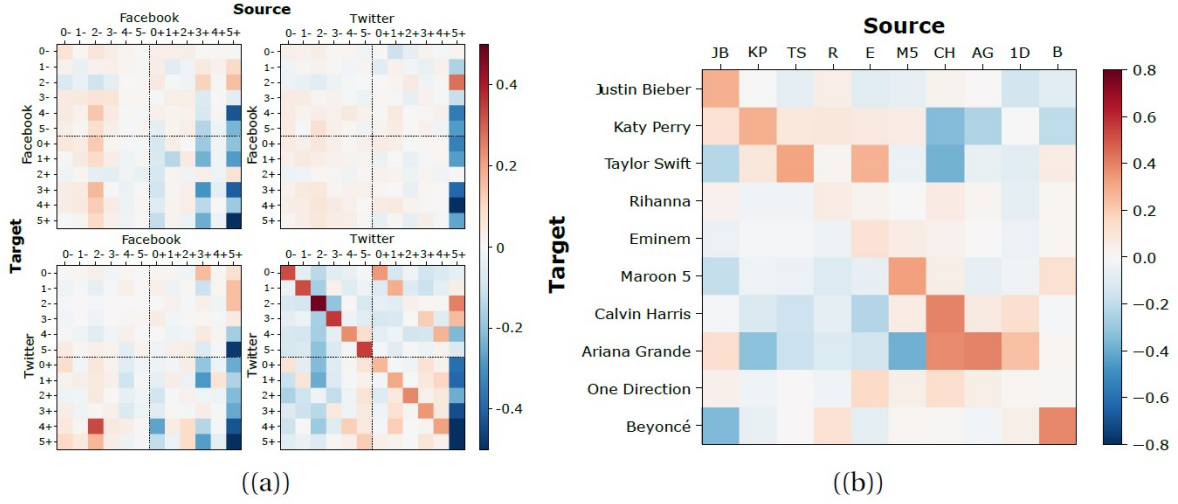 Source
Facebook Twitter
0- 1- 2- 3- 4- 5- 0+ 1+ 2+ 3+ 4+ 5+ 0- 1- 2- 3- 4- 5- 0+ 1+ 2+ 3+ 4+ 5+
Target
Facebook
0-
1-
2-
3-
4-
5-
0+
1+
2+
3+
4+
5+
Facebook
Facebook Twitter
0- 1- 2- 3- 4- 5- 0+ 1+ 2+ 3+ 4+ 5+ 0- 1- 2- 3- 4- 5- 0+ 1+ 2+ 3+ 4+ 5+
Twitter
0-
1-
2-
3-
4-
5-
0+
1+
2+
3+
4+
5+
Twitter
0.4
0.2
0
-0.2
-0.4
((a))
Source
JB KP TS R E M5 CH AG 1D B
Target
Justin Bieber
Katy Perry
Taylor Swift
Rihanna
Eminem
Maroon 5
Calvin Harris
Ariana Grande
One Direction
Beyoncé
0.8
0.6
0.4
0.2
0.0
−0.2
−0.4
−0.6
−0.8
((b))